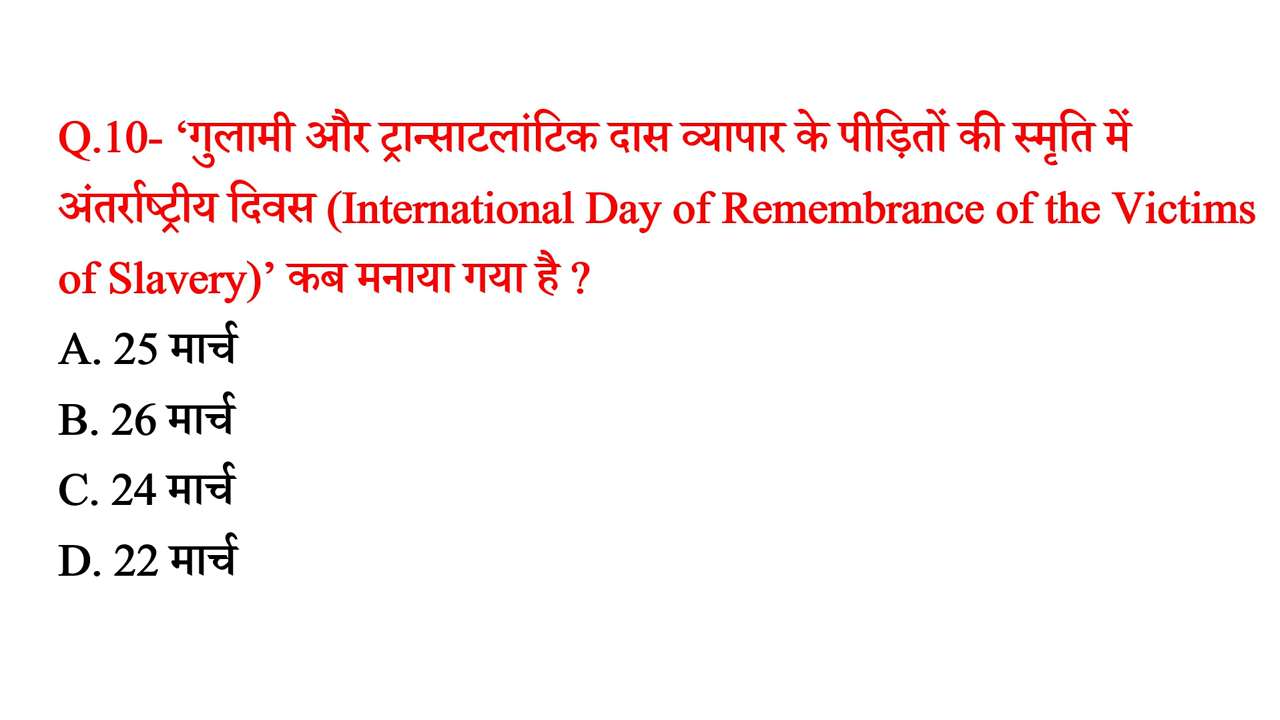 Q.10- ‘गुलामी और ट्रान्साटलांटिक दास व्यापार के पीड़ितों की स्मृति में
अंतर्राष्ट्रीय दिवस (International Day of Remembrance of the Victims
of Slavery)’ कब मनाया गया है ?
A. 25 मार्च
B. 26 मार्च
C. 24 मार्च
D. 22 मार्च